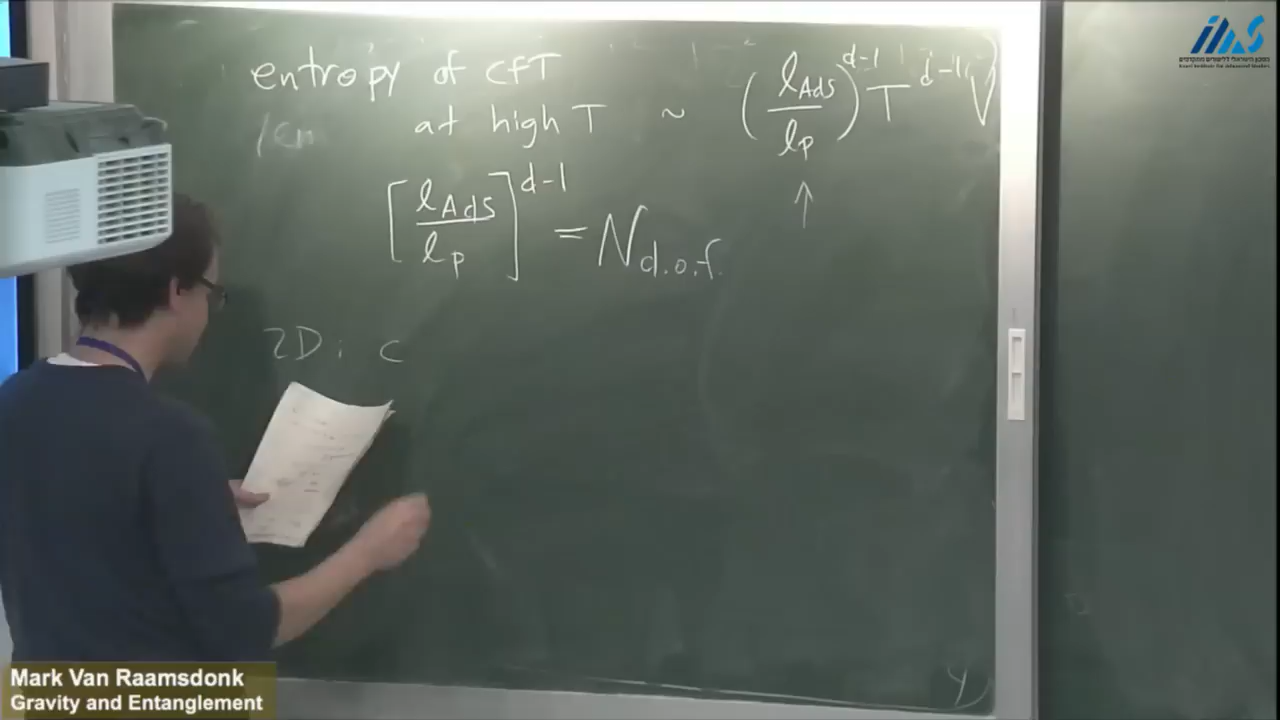 entropy of CFT
at high T ~ (l_AdS / l_p)^{d-1} T^{d-1} V
[l_AdS / l_p]^{d-1} = N_{d.o.f.}
2D: c
Mark Van Raamsdonk
Gravity and Entanglement